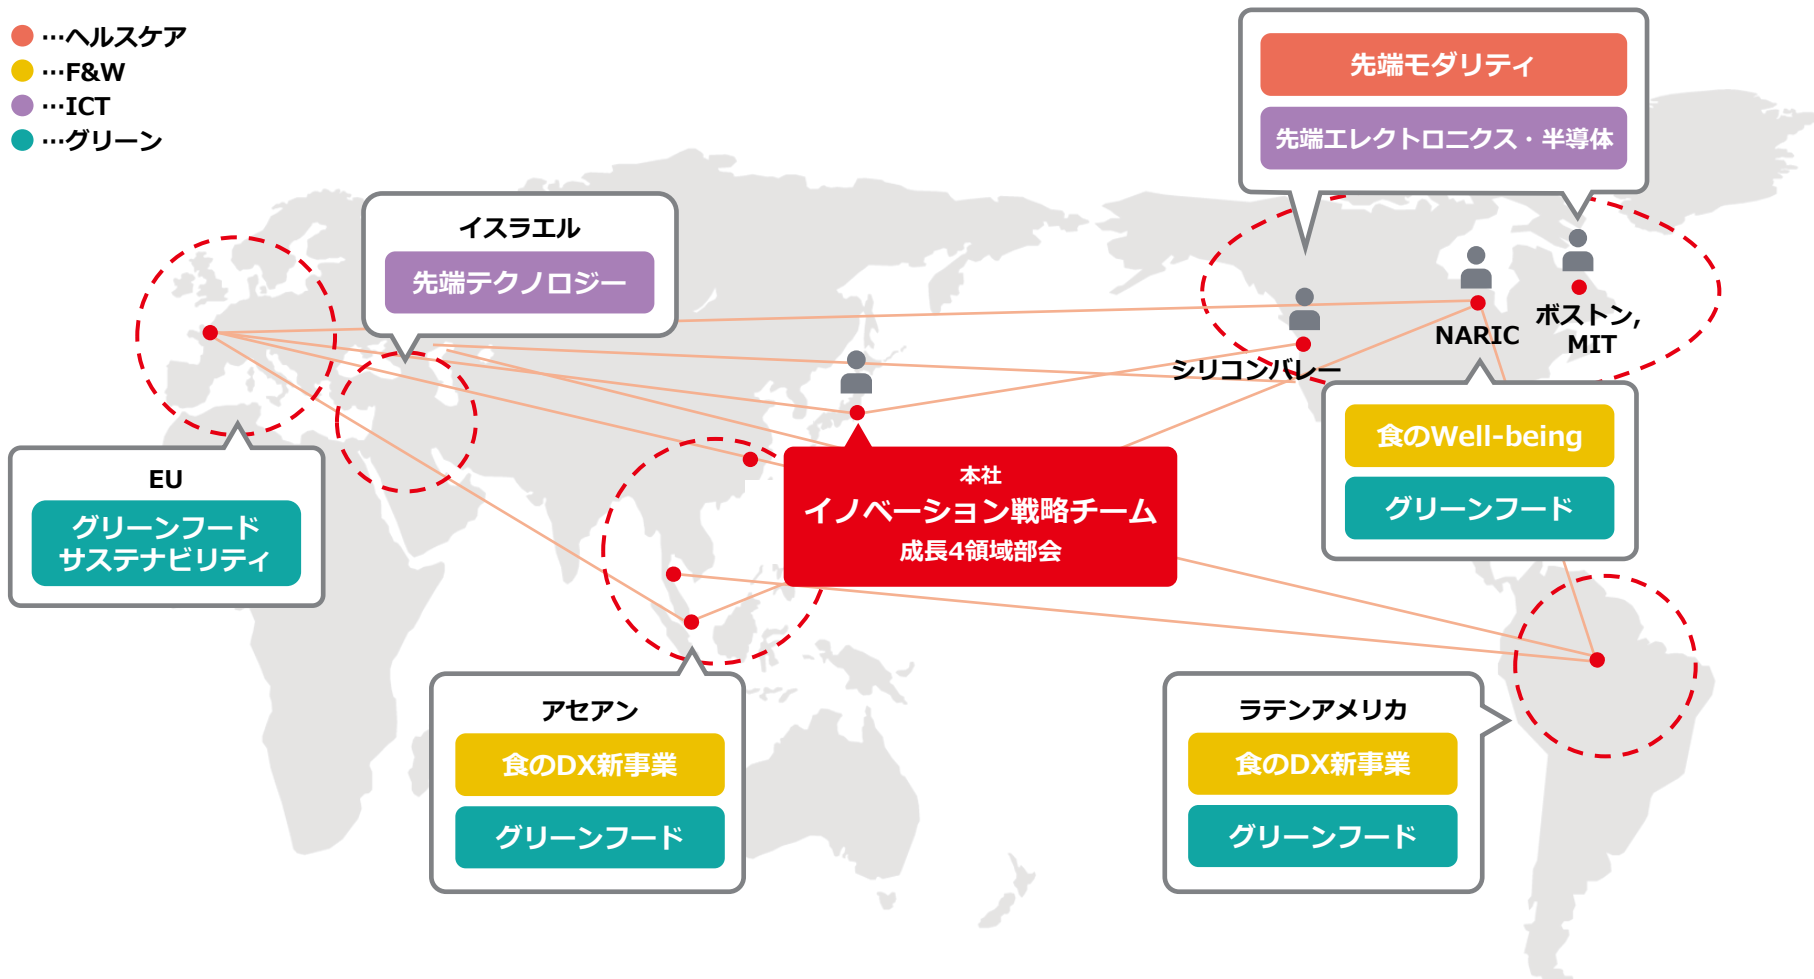 …ヘルスケア
…F&W
…ICT
…グリーン
先端モダリティ
先端エレクトロニクス・半導体
イスラエル
先端テクノロジー
シリコンバレー
NARIC
ボストン,
MIT
食のWell-being
グリーンフード
EU
グリーンフード
サステナビリティ
本社
イノベーション戦略チーム
成長4領域部会
アセアン
食のDX新事業
グリーンフード
ラテンアメリカ
食のDX新事業
グリーンフード